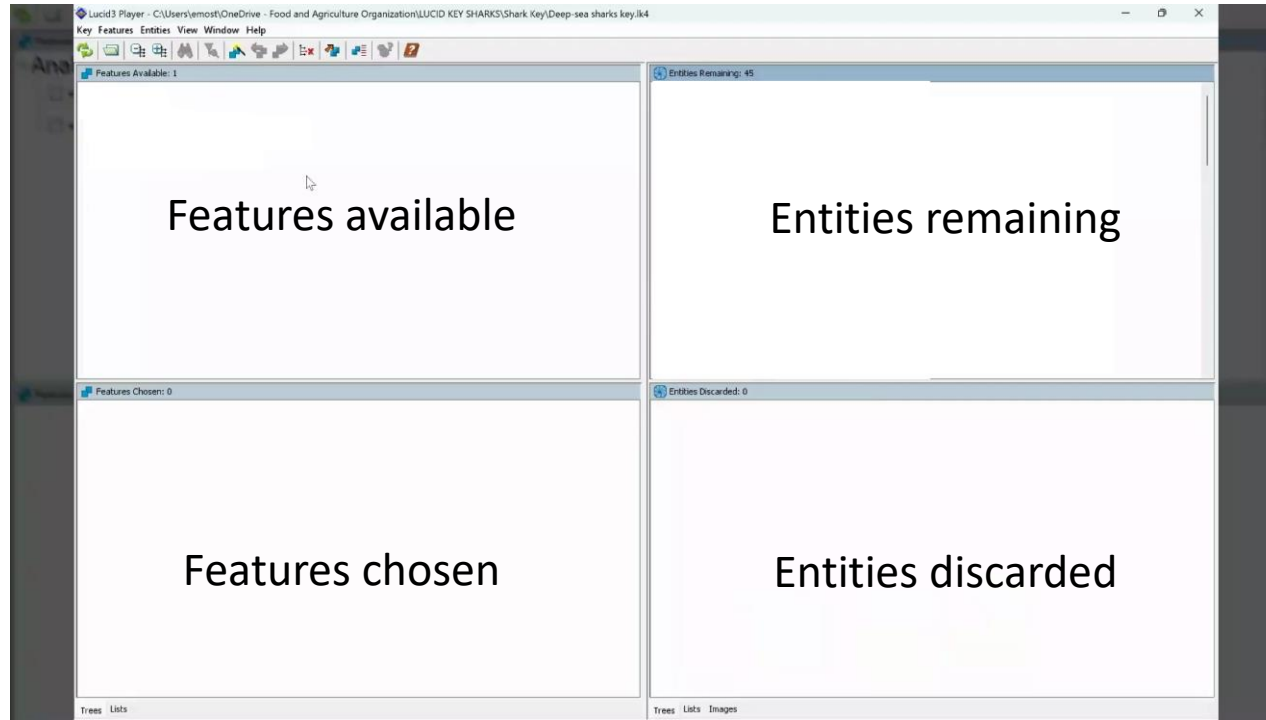 Lucid3 Player - C:\Users\emost\OneDrive - Food and Agriculture Organization\LUCID KEY SHARKS\Shark Key\Deep-sea sharks key.lk4
Key Features Entities View Window Help
Features Available: 1
Entities Remaining: 45
Features available
Entities remaining
Features Chosen: 0
Entities Discarded: 0
Features chosen
Entities discarded
Trees Lists
Trees Lists Images